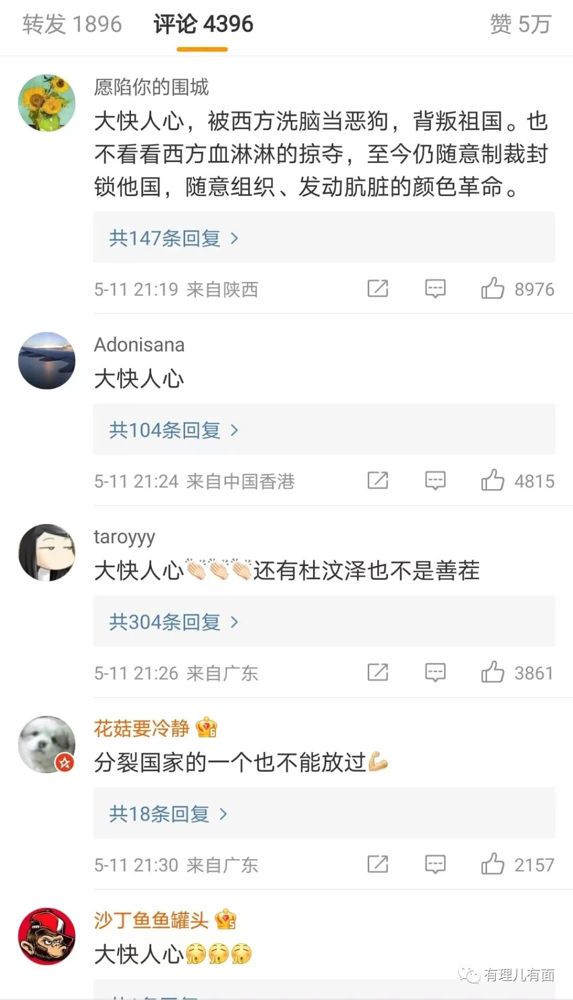 转发 1896 评论 4396 赞 5万
愿陷你的围城
大快人心，被西方洗脑当恶狗，背叛祖国。也
不看看西方血淋淋的掠夺，至今仍随意制裁封
锁他国，随意组织、发动肮脏的颜色革命。
共147条回复 >
5-11 21:19 来自陕西 8976
Adonisana
大快人心
共104条回复 >
5-11 21:24 来自中国香港 4815
taroyyy
大快人心👏🏻👏🏻👏🏻还有杜汶泽也不是善茬
共304条回复 >
5-11 21:26 来自广东 3861
花菇要冷静 6
分裂国家的一个也不能放过💪🏼
共18条回复 >
5-11 21:30 来自广东 2157
沙丁鱼鱼罐头 5
大快人心
有理儿有面